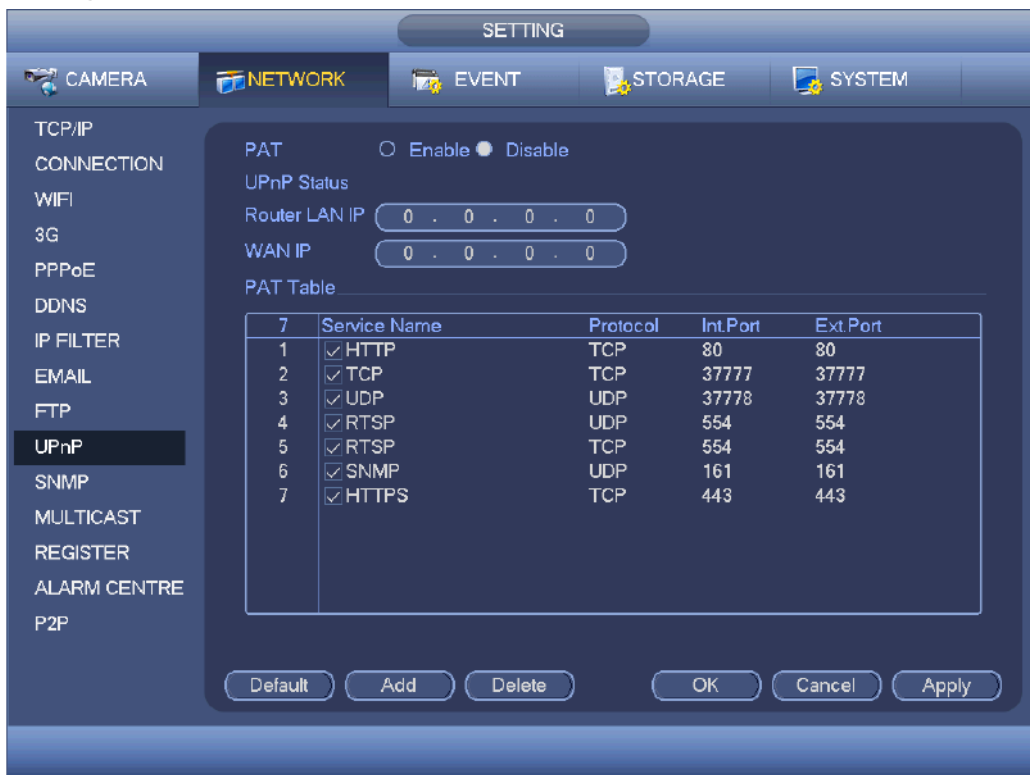 SETTING
CAMERA NETWORK EVENT STORAGE SYSTEM
TCP/IP
CONNECTION
WIFI
3G
PPPoE
DDNS
IP FILTER
EMAIL
FTP
UPnP
SNMP
MULTICAST
REGISTER
ALARM CENTRE
P2P
PAT Enable Disable
UPnP Status
Router LAN IP 0 . 0 . 0 . 0
WAN IP 0 . 0 . 0 . 0
PAT Table
7 Service Name Protocol Int.Port Ext.Port
1 HTTP TCP 80 80
2 TCP TCP 37777 37777
3 UDP UDP 37778 37778
4 RTSP UDP 554 554
5 RTSP TCP 554 554
6 SNMP UDP 161 161
7 HTTPS TCP 443 443
Default Add Delete OK Cancel Apply